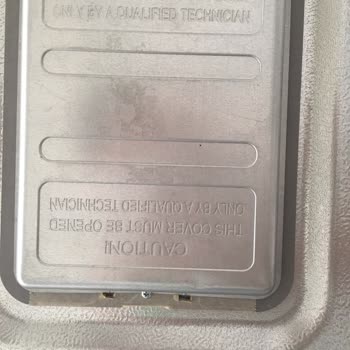 CAUTION!
THIS COVER MUST BE OPENED
ONLY BY A QUALIFIED TECHNICIAN
ONLY BY A QUALIFIED TECHNICIAN